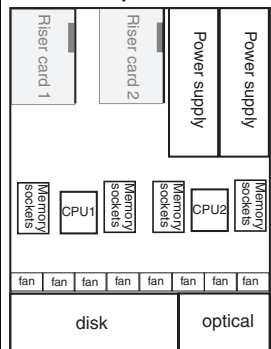 Riser card 1
Riser card 2
Power supply
Power supply
Memory
sockets
CPU1
Memory
sockets
Memory
sockets
CPU2
Memory
sockets
fan fan fan fan fan fan fan fan
disk
optical